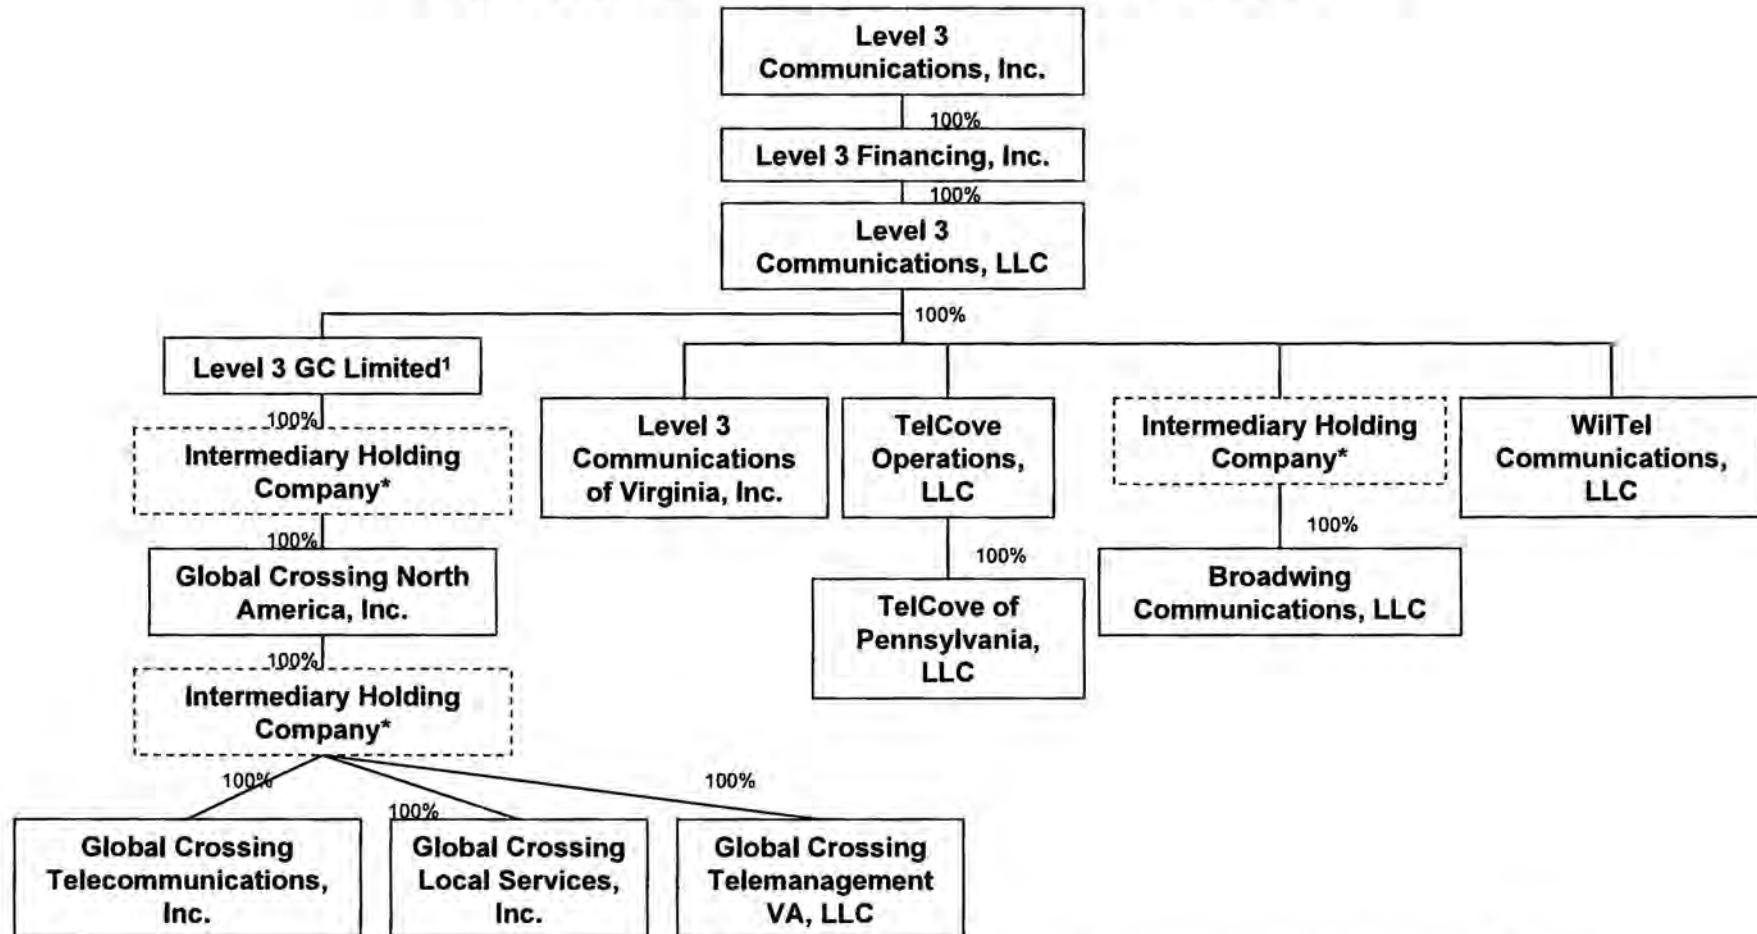 Level 3
Communications, Inc.
100%
Level 3 Financing, Inc.
100%
Level 3
Communications, LLC
100%
Level 3 GC Limited¹
100%
Intermediary Holding
Company*
100%
Global Crossing North
America, Inc.
100%
Intermediary Holding
Company*
100%
100%
100%
Global Crossing
Telecommunications,
Inc.
Global Crossing
Local Services,
Inc.
Global Crossing
Telemanagement
VA, LLC
Level 3
Communications
of Virginia, Inc.
TelCove
Operations,
LLC
100%
TelCove of
Pennsylvania,
LLC
Intermediary Holding
Company*
100%
Broadwing
Communications, LLC
WilTel
Communications,
LLC